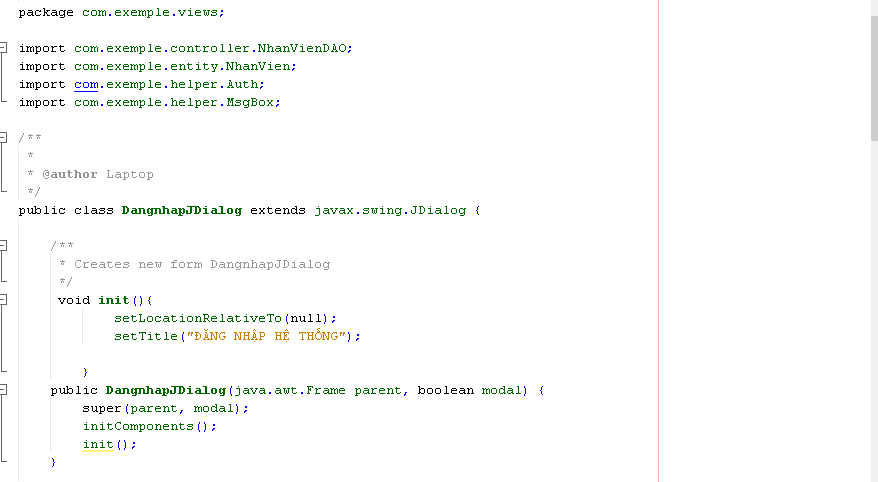 package com.exemple.views;
import com.exemple.controller.NhanVienDAO;
import com.exemple.entity.NhanVien;
import com.exemple.helper.Auth;
import com.exemple.helper.MsgBox;
/**
*
* @author Laptop
*/
public class DangnhapJDialog extends javax.swing.JDialog {
/**
* Creates new form DangnhapJDialog
*/
void init(){
setLocationRelativeTo(null);
setTitle("ĐĂNG NHẬP HỆ THỐNG");
}
public DangnhapJDialog(java.awt.Frame parent, boolean modal) {
super(parent, modal);
initComponents();
init();
}